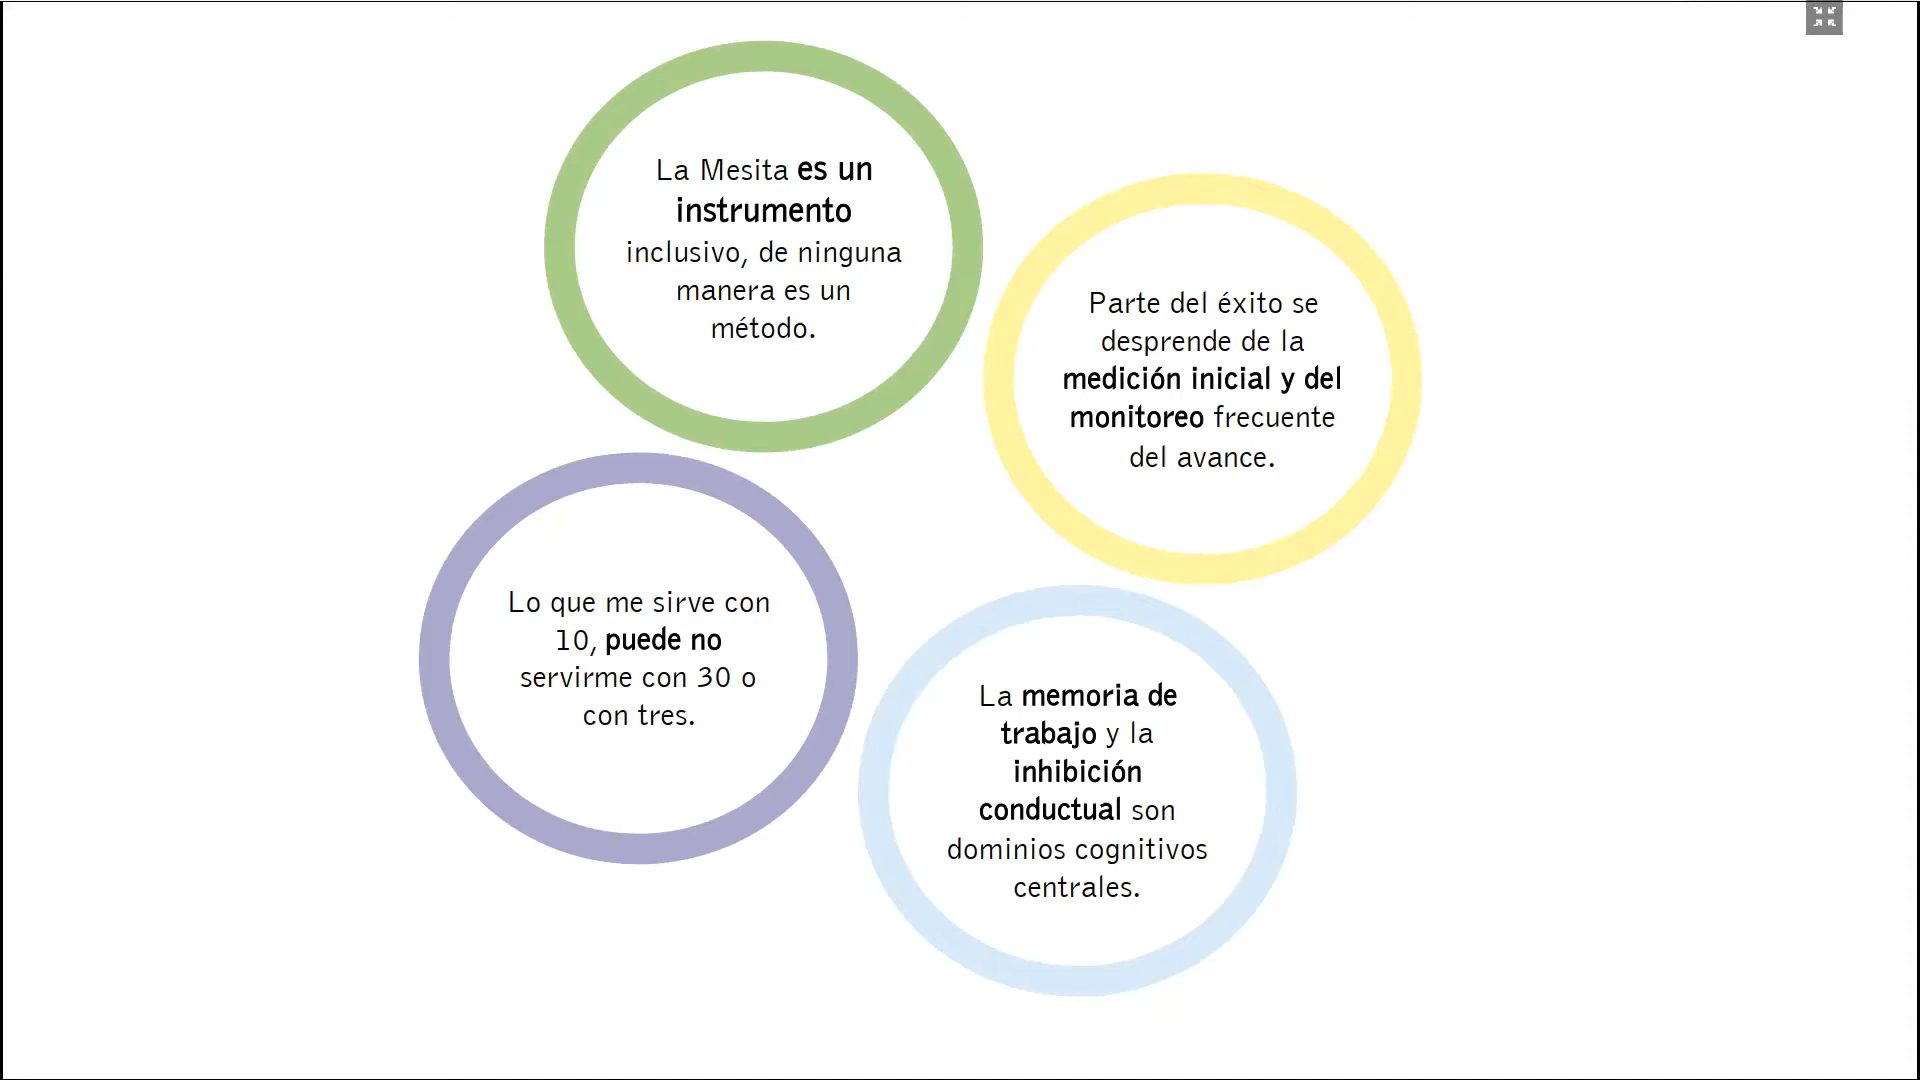 La Mesita es un
instrumento
inclusivo, de ninguna
manera es un
método.
Parte del éxito se
desprende de la
medición inicial y del
monitoreo frecuente
del avance.
Lo que me sirve con
10, puede no
servirme con 30 o
con tres.
La memoria de
trabajo y la
inhibición
conductual son
dominios cognitivos
centrales.